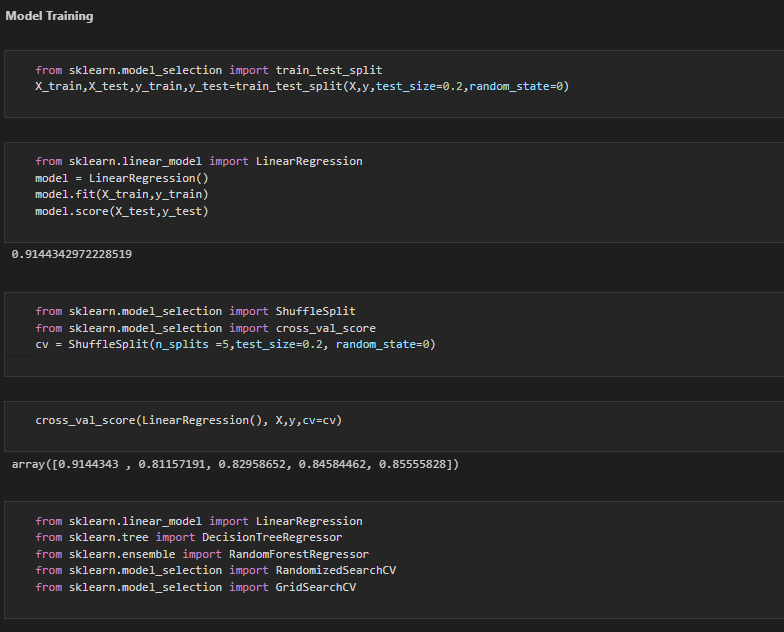 Model Training
from sklearn.model_selection import train_test_split
X_train,X_test,y_train,y_test=train_test_split(X,y,test_size=0.2,random_state=0)
from sklearn.linear_model import LinearRegression
model = LinearRegression()
model.fit(X_train,y_train)
model.score(X_test,y_test)
0.9144342972228519
from sklearn.model_selection import ShuffleSplit
from sklearn.model_selection import cross_val_score
cv = ShuffleSplit(n_splits =5,test_size=0.2, random_state=0)
cross_val_score(LinearRegression(), X,y,cv=cv)
array([0.9144343 , 0.81157191, 0.82958652, 0.84584462, 0.85555828])
from sklearn.linear_model import LinearRegression
from sklearn.tree import DecisionTreeRegressor
from sklearn.ensemble import RandomForestRegressor
from sklearn.model_selection import RandomizedSearchCV
from sklearn.model_selection import GridSearchCV